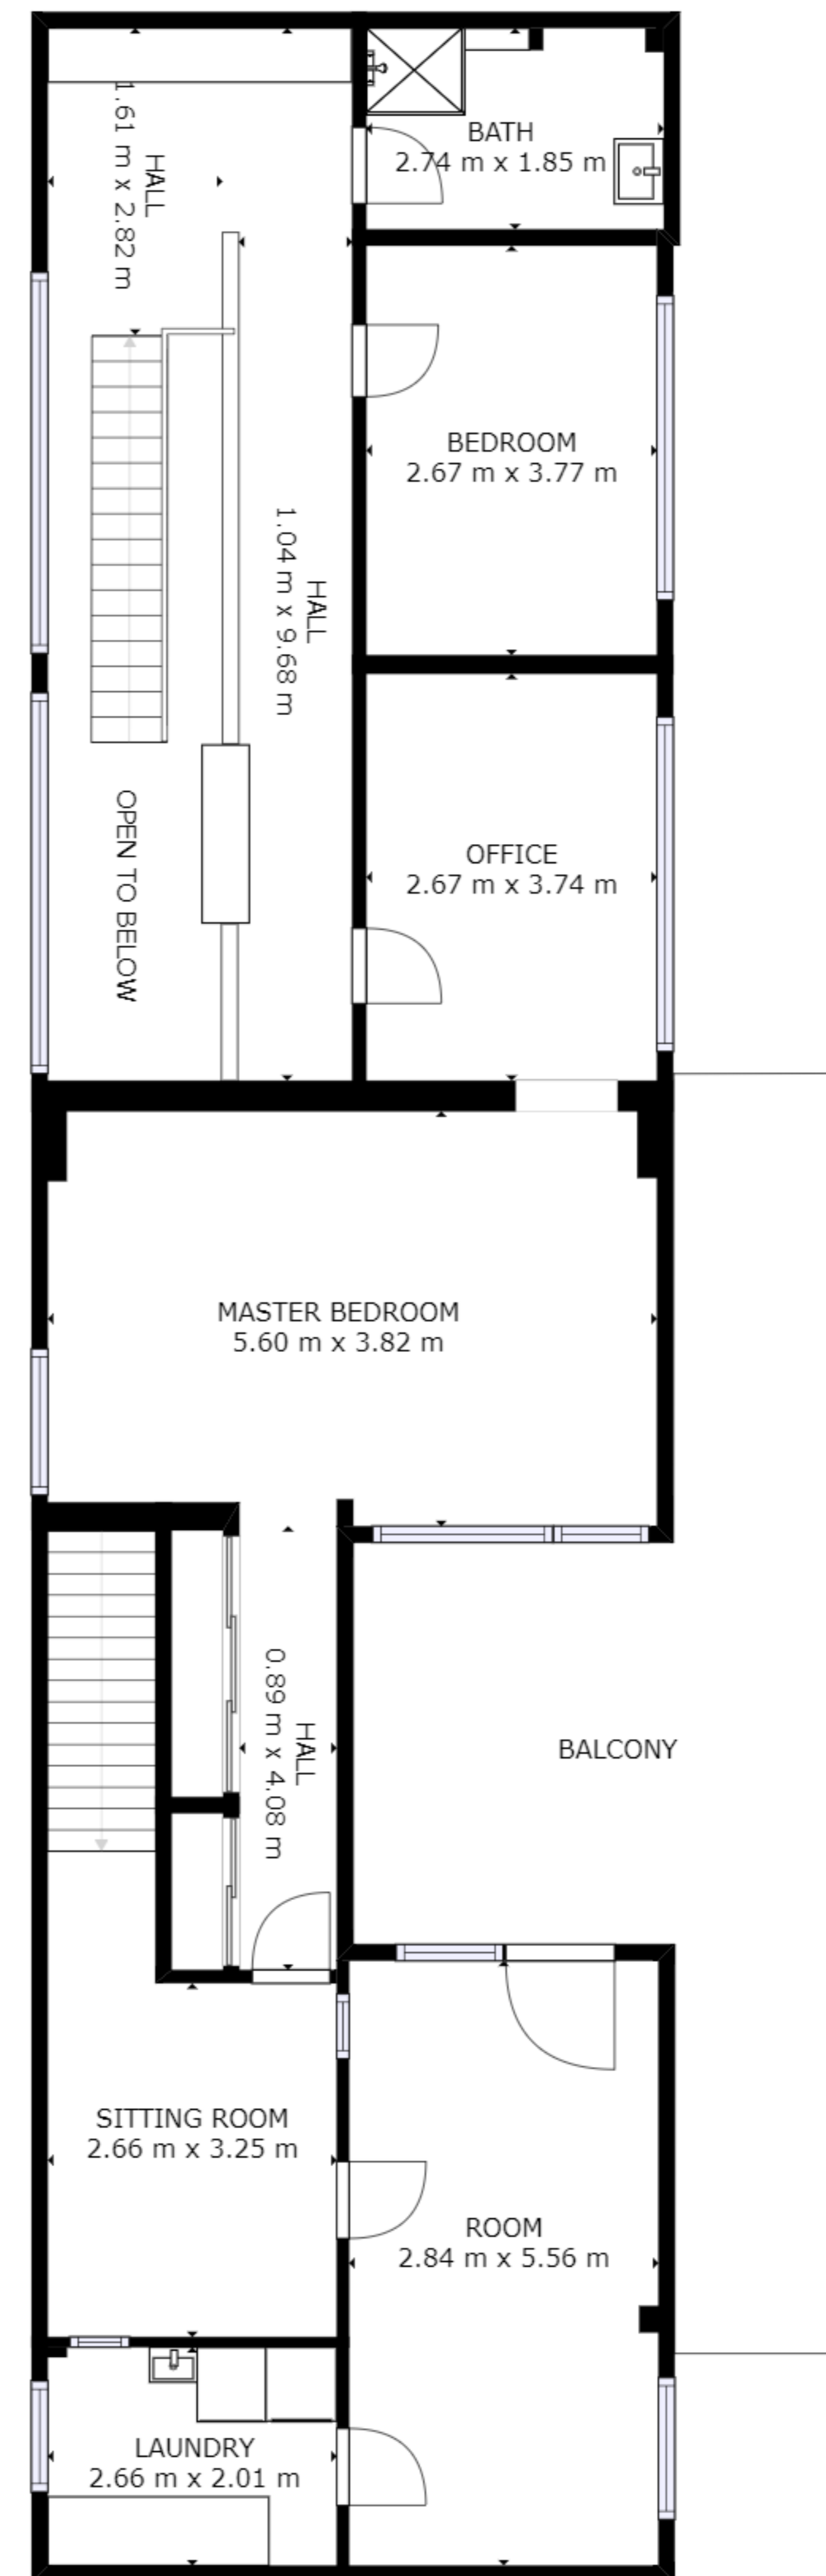 HALL
1.61 m x 2.82 m
BATH
2.74 m x 1.85 m
BEDROOM
2.67 m x 3.77 m
HALL
1.04 m x 9.68 m
OFFICE
2.67 m x 3.74 m
OPEN TO BELOW
MASTER BEDROOM
5.60 m x 3.82 m
HALL
0.89 m x 4.08 m
BALCONY
SITTING ROOM
2.66 m x 3.25 m
ROOM
2.84 m x 5.56 m
LAUNDRY
2.66 m x 2.01 m